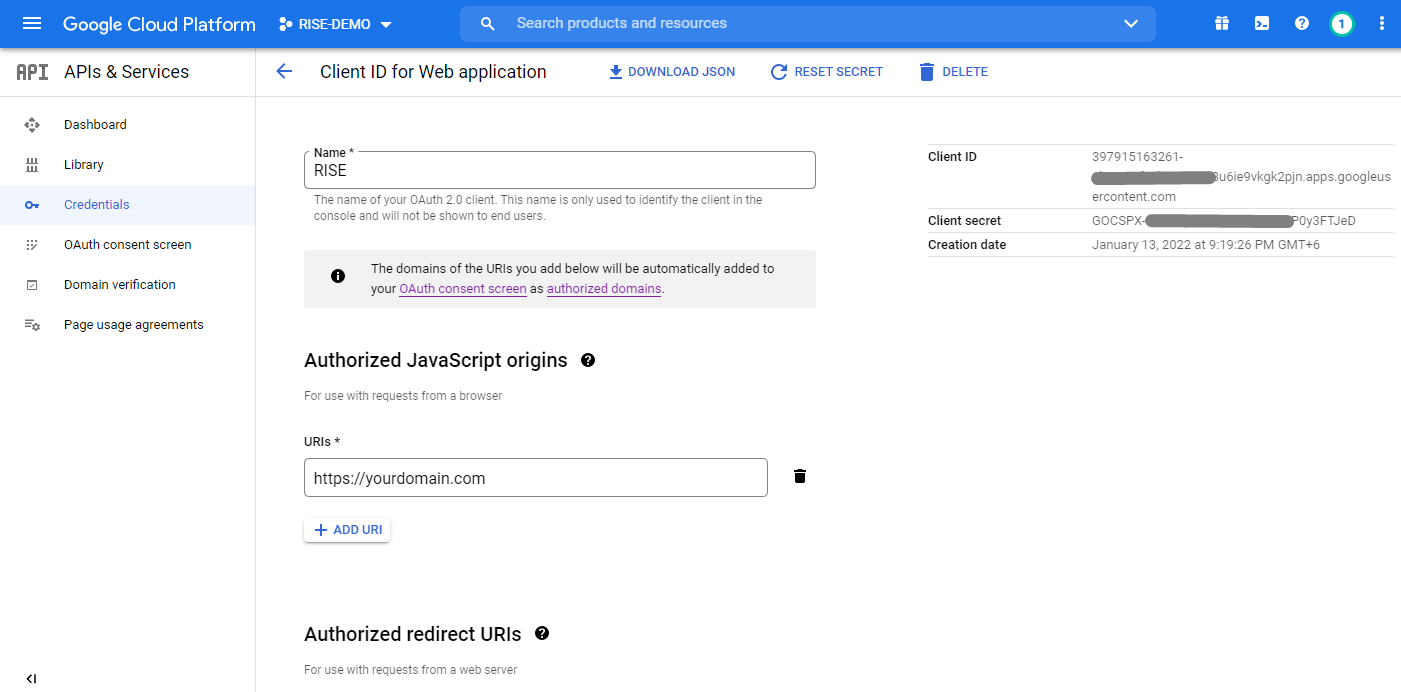 Google Cloud Platform
RISE-DEMO
Search products and resources
1
API APIs & Services
Client ID for Web application
DOWNLOAD JSON
RESET SECRET
DELETE
Dashboard
Library
Credentials
OAuth consent screen
Domain verification
Page usage agreements
Name *
RISE
The name of your OAuth 2.0 client. This name is only used to identify the client in the
console and will not be shown to end users.
The domains of the URIs you add below will be automatically added to
your OAuth consent screen as authorized domains.
Authorized JavaScript origins
For use with requests from a browser
URIs *
https://yourdomain.com
ADD URI
Authorized redirect URIs
For use with requests from a web server
Client ID
397915163261-
u6ie9vkgk2pjn.apps.googleus
ercontent.com
Client secret
GOCSPX- 0y3FTJeD
Creation date
January 13, 2022 at 9:19:26 PM GMT+6